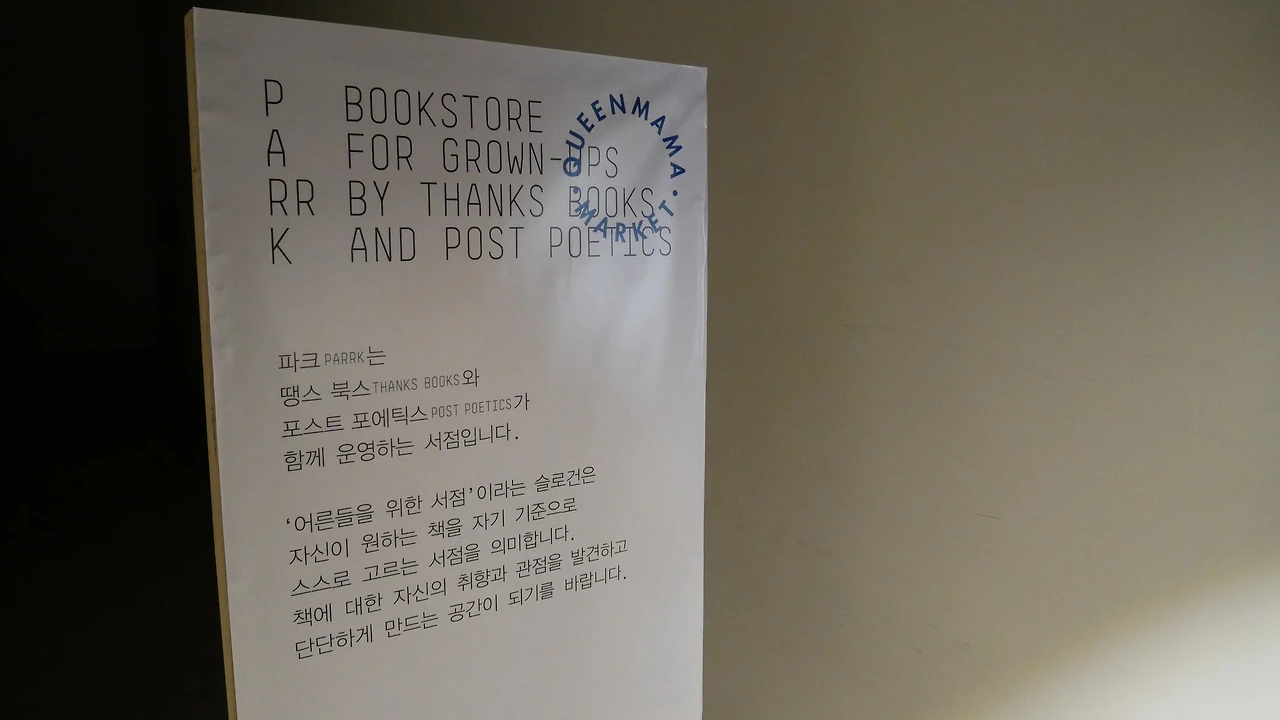 P BOOKSTORE
A FOR GROWN-UPS
RR BY THANKS BOOKS
K AND POST POETICS
QUEENMAMA
MARKET
파크PARRK는
땡스 북스THANKS BOOKS와
포스트 포에틱스POST POETICS가
함께 운영하는 서점입니다.
‘어른들을 위한 서점’이라는 슬로건은
자신이 원하는 책을 자기 기준으로
스스로 고르는 서점을 의미합니다.
책에 대한 자신의 취향과 관점을 발견하고
단단하게 만드는 공간이 되기를 바랍니다.